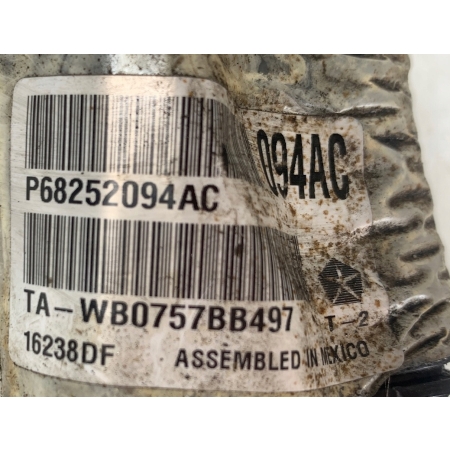 P68252094AC
094AC
TA-WB0757BB497
T-2
16238DF
ASSEMBLED IN MEXICO